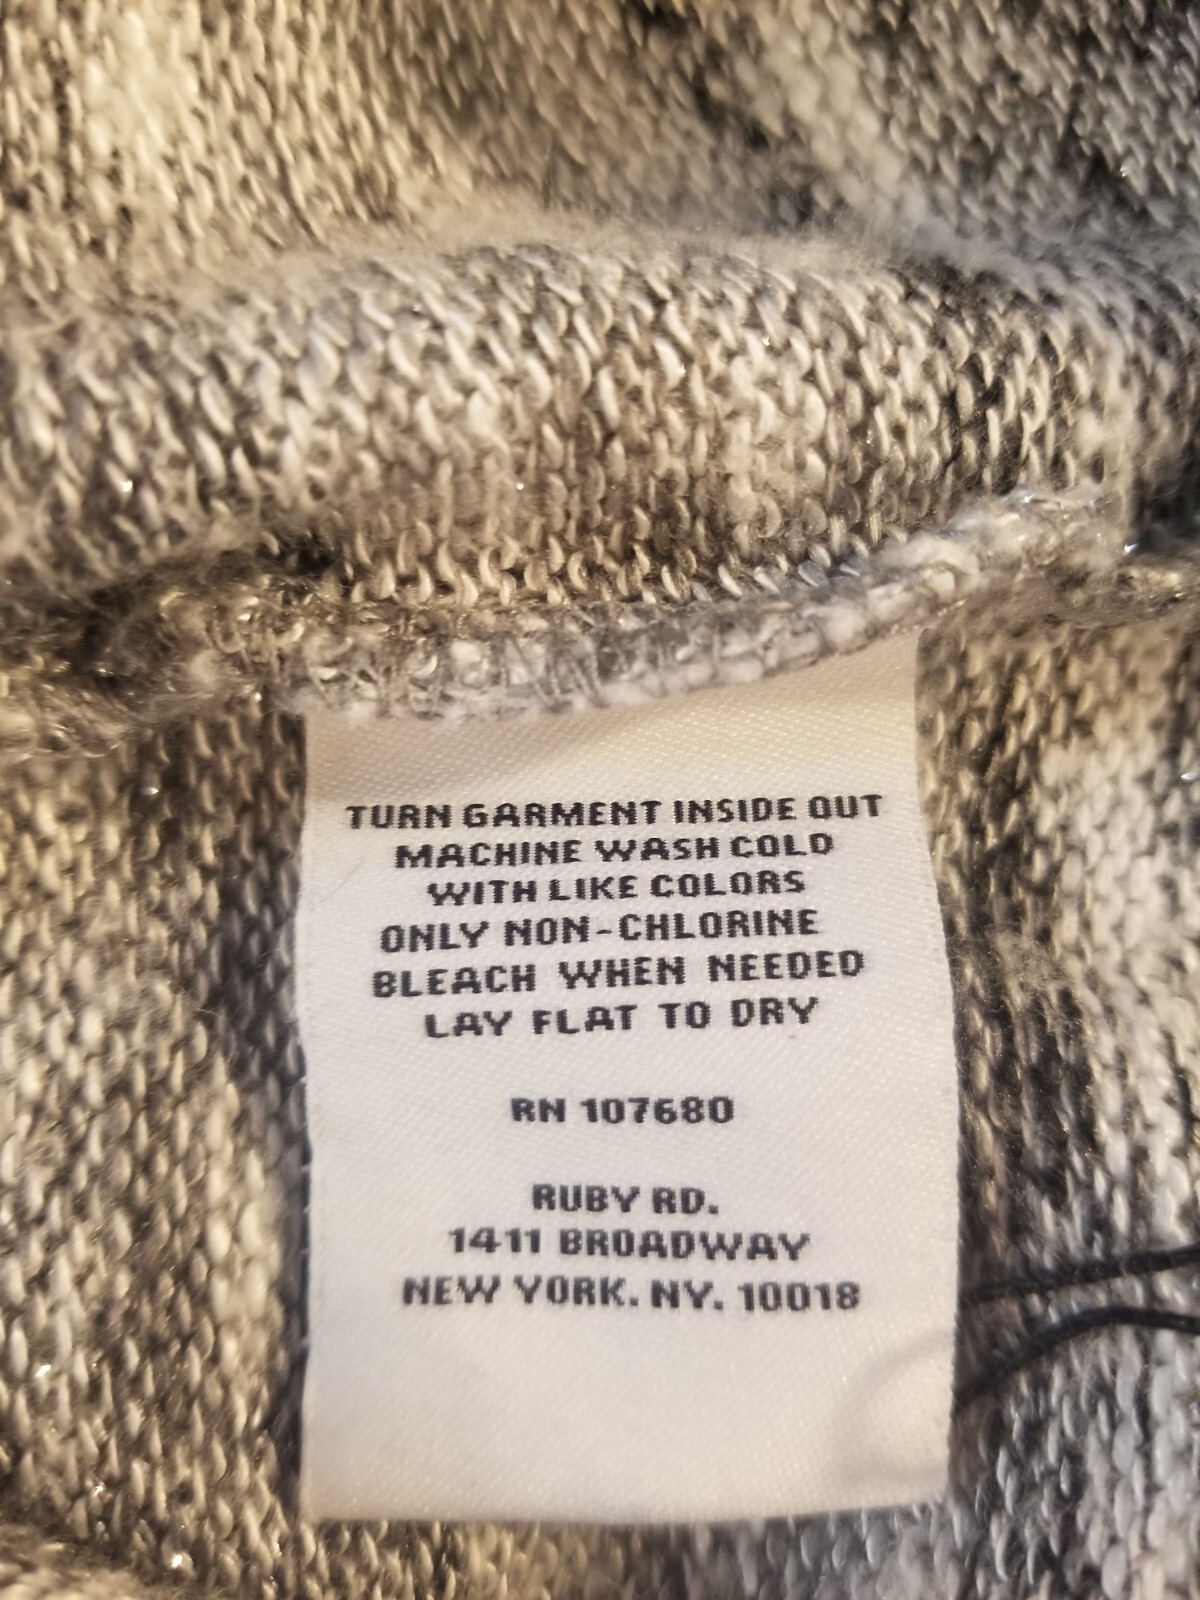 TURN GARMENT INSIDE OUT
MACHINE WASH COLD
WITH LIKE COLORS
ONLY NON-CHLORINE
BLEACH WHEN NEEDED
LAY FLAT TO DRY
RN 107680
RUBY RD.
1411 BROADWAY
NEW YORK. NY. 10018